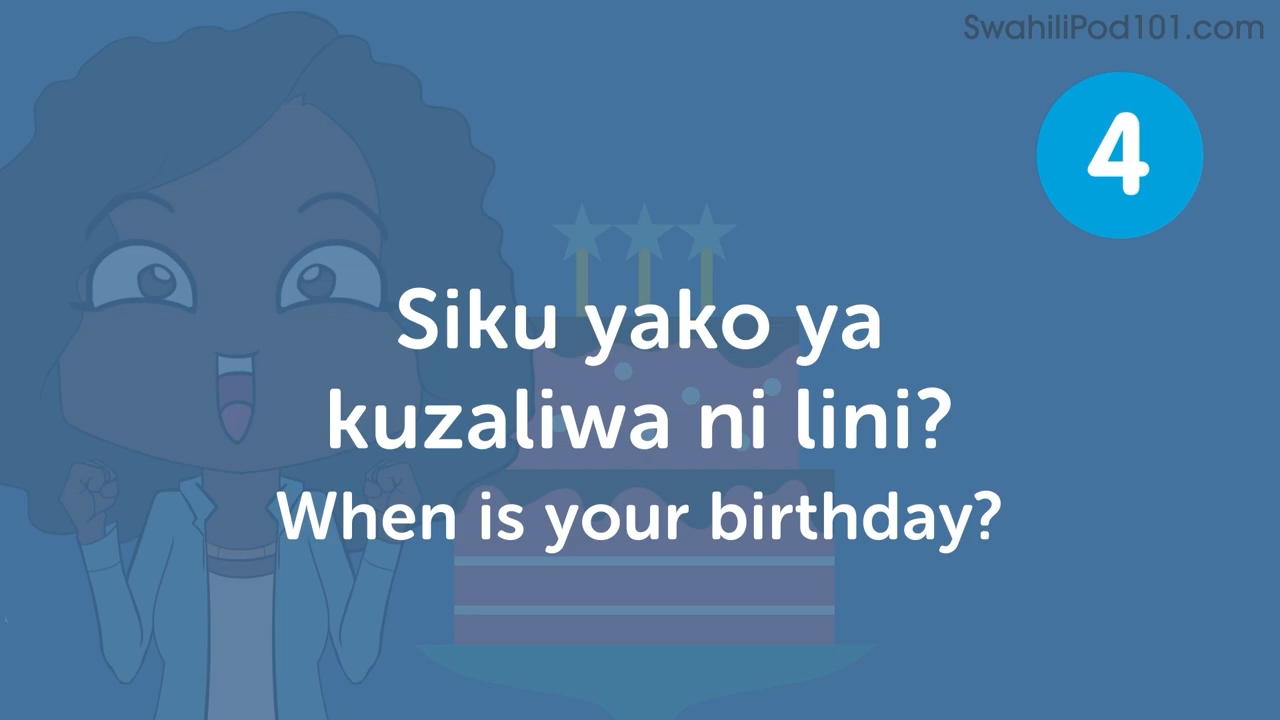 SwahiliPod101.com
4
Siku yako ya
kuzaliwa ni lini?
When is your birthday?